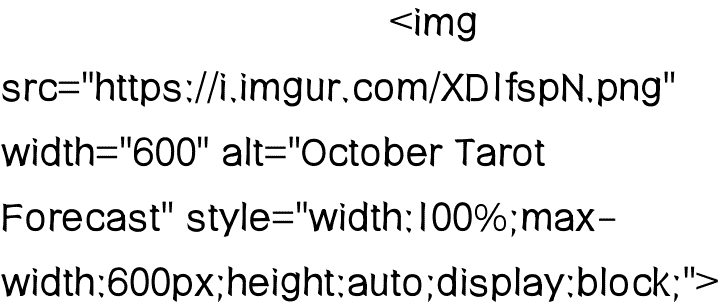 <img
src="https://i.imgur.com/XDIfspN.png"
width="600" alt="October Tarot
Forecast" style="width:100%;max-
width:600px;height:auto;display:block;">